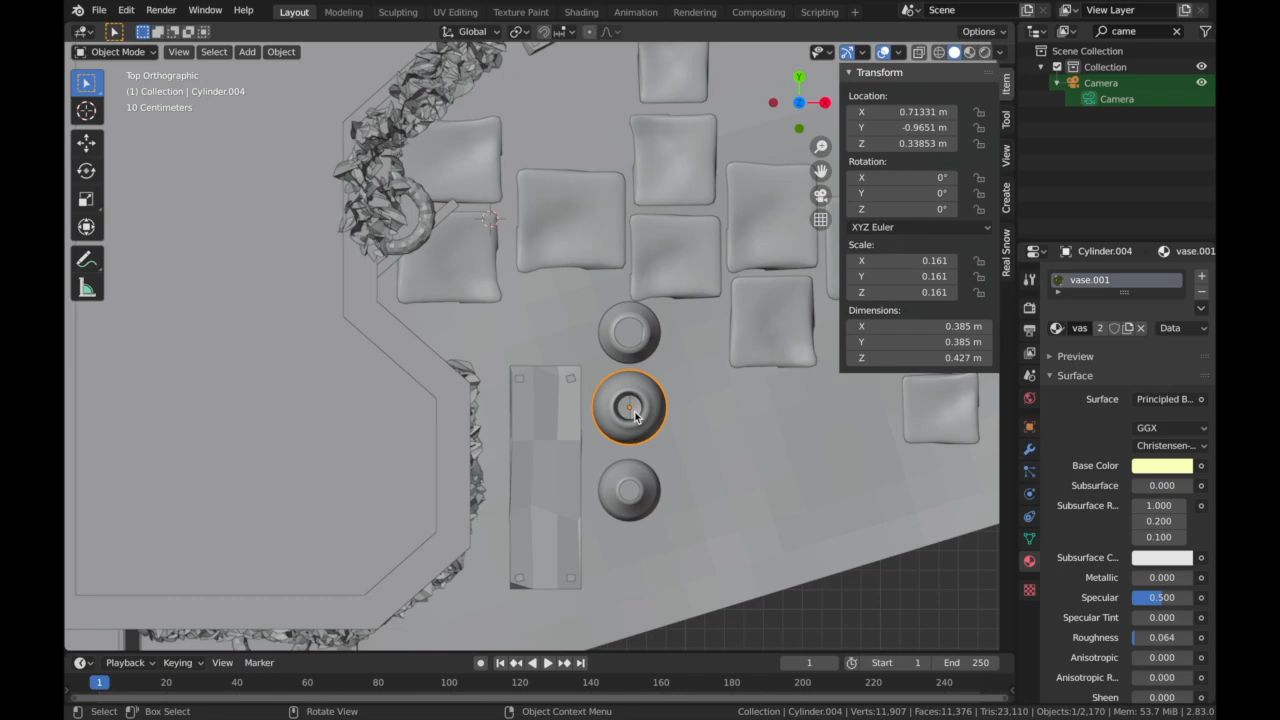 File Edit Render Window Help
Layout Modeling Sculpting UV Editing Texture Paint Shading Animation Rendering Compositing Scripting +
Scene View Layer
Global Options
Object Mode View Select Add Object
came
Top Orthographic
(1) Collection | Cylinder.004
10 Centimeters
Y
X
Z
Transform
Location:
X 0.71331 m
Y -0.9651 m
Z 0.33853 m
Rotation:
X 0°
Y 0°
Z 0°
XYZ Euler
Scale:
X 0.161
Y 0.161
Z 0.161
Dimensions:
X 0.385 m
Y 0.385 m
Z 0.427 m
Item
Tool
View
Create
Real Snow
Scene Collection
Collection
Camera
Camera
Cylinder.004 vase.001
vase.001
vas 2 Data
Preview
Surface
Surface Principled B...
GGX
Christensen-...
Base Color
Subsurface 0.000
Subsurface R... 1.000
0.200
0.100
Subsurface C...
Metallic 0.000
Specular 0.500
Specular Tint 0.000
Roughness 0.064
Anisotropic 0.000
Anisotropic R... 0.000
Sheen 0.000
Playback Keying View Marker 1 Start 1 End 250
1 20 40 60 80 100 120 140 160 180 200 220 240
Select Box Select Rotate View Object Context Menu Collection | Cylinder.004 | Verts:11,907 | Faces:11,376 | Tris:23,110 | Objects:1/2,170 | Mem: 53.7 MiB | 2.83.0